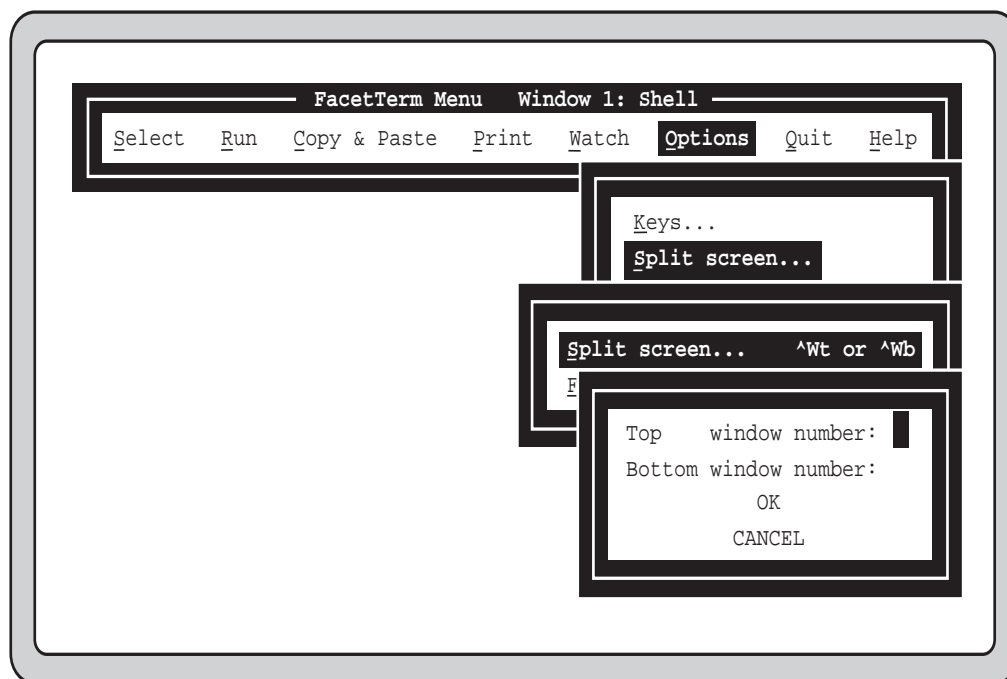 FacetTerm Menu   Window 1: Shell
Select   Run   Copy & Paste   Print   Watch   Options   Quit   Help
Keys...
Split screen...
Split screen...    ^Wt or ^Wb
F
Top    window number:
Bottom window number:
OK
CANCEL